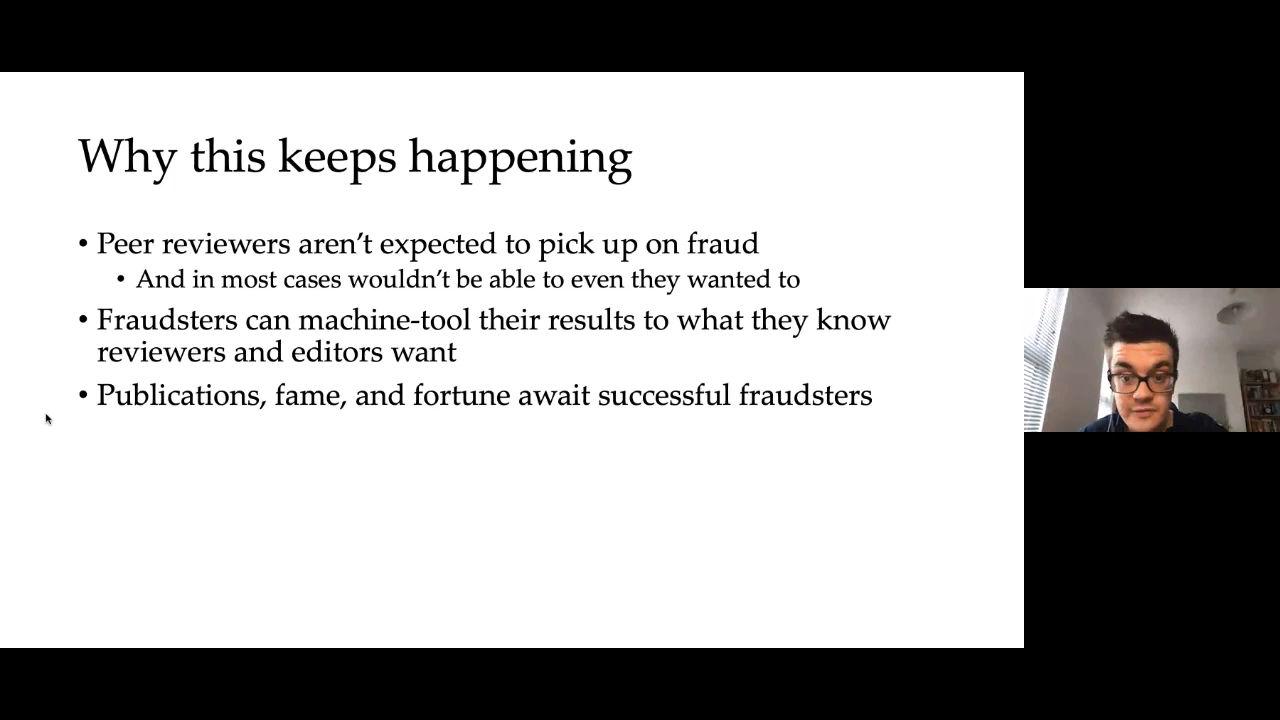 Why this keeps happening
• Peer reviewers aren’t expected to pick up on fraud
• And in most cases wouldn’t be able to even they wanted to
• Fraudsters can machine-tool their results to what they know
reviewers and editors want
• Publications, fame, and fortune await successful fraudsters